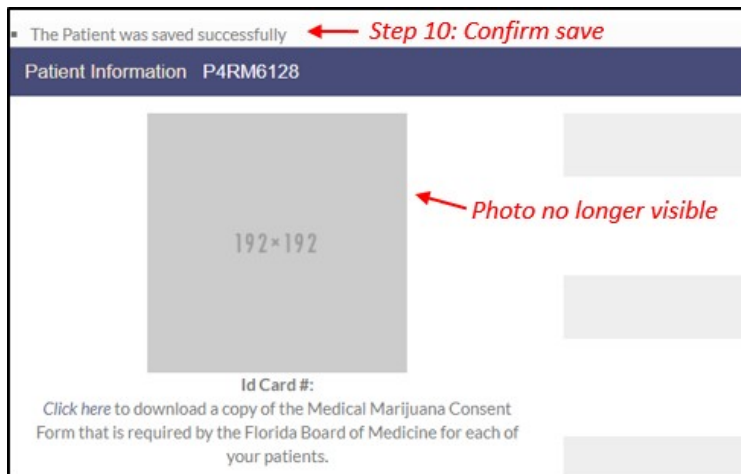 The Patient was saved successfully Step 10: Confirm save
Patient Information P4RM6128
Photo no longer visible
192×192
Id Card #:
Click here to download a copy of the Medical Marijuana Consent
Form that is required by the Florida Board of Medicine for each of
your patients.